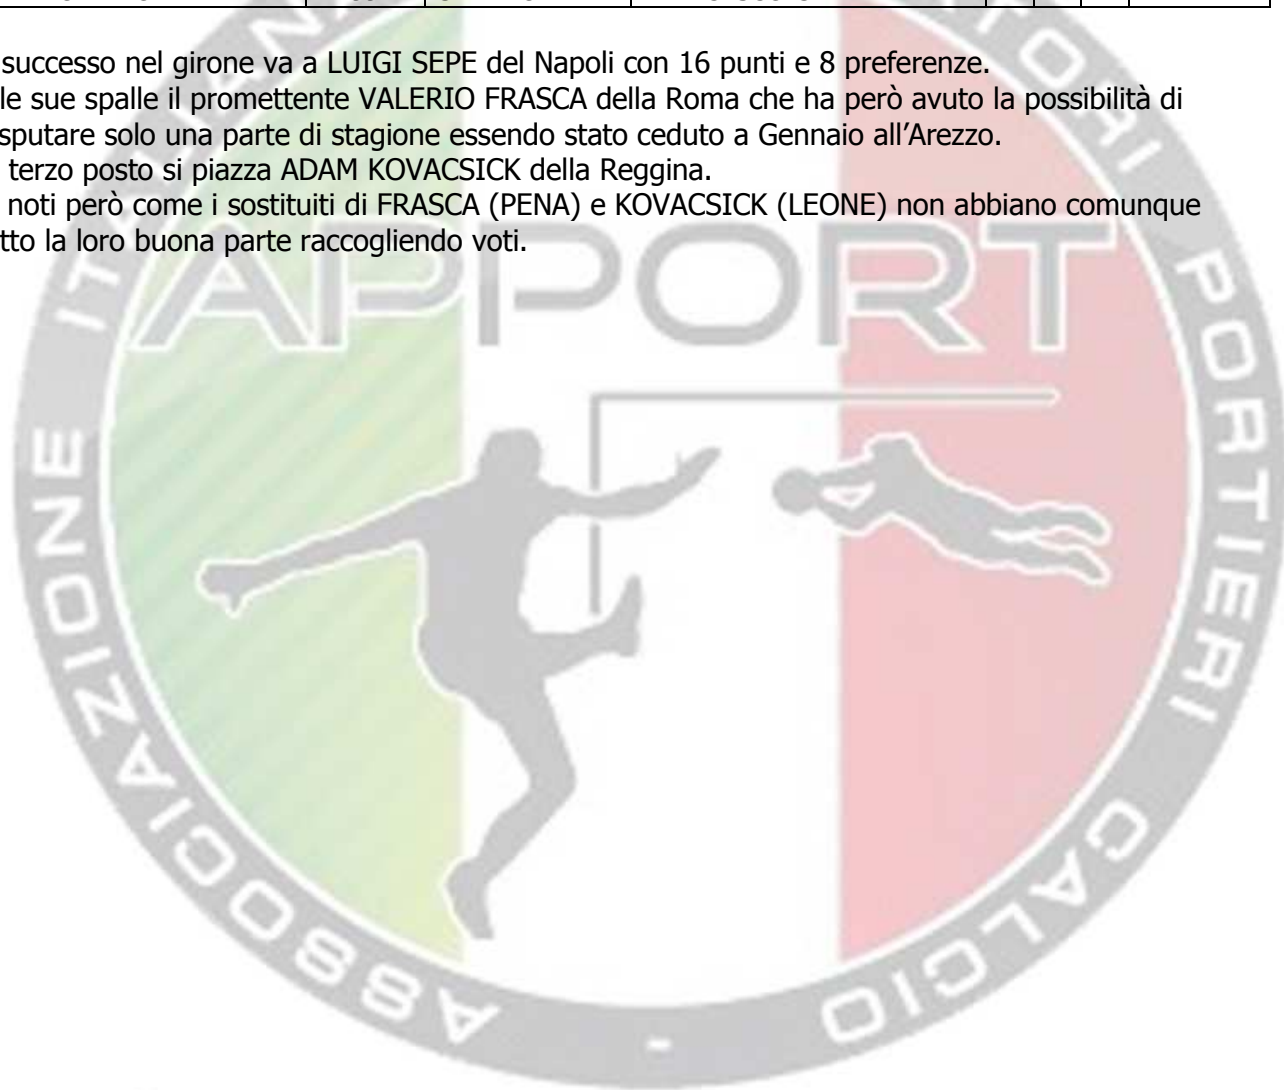 successo nel girone va a LUIGI SEPE del Napoli con 16 punti e 8 preferenze.
le sue spalle il promettente VALERIO FRASCA della Roma che ha però avuto la possibilità di
sputare solo una parte di stagione essendo stato ceduto a Gennaio all'Arezzo.
terzo posto si piazza ADAM KOVACSICK della Reggina.
noti però come i sostituiti di FRASCA (PENA) e KOVACSICK (LEONE) non abbiano comunque
tto la loro buona parte raccogliendo voti.
APPORT
ASSOCIAZIONE
PORTIERI CALCIO